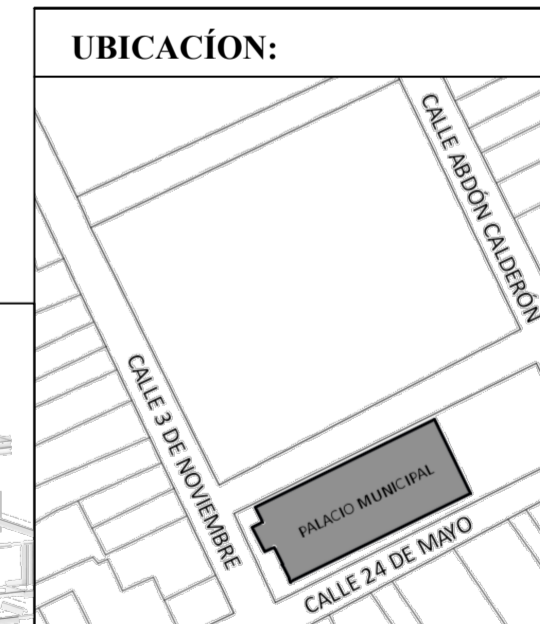 UBICACÍON:
CALLE ABDÓN CALDERÓN
CALLE 3 DE NOVIEMBRE
PALACIO MUNICIPAL
CALLE 24 DE MAYO